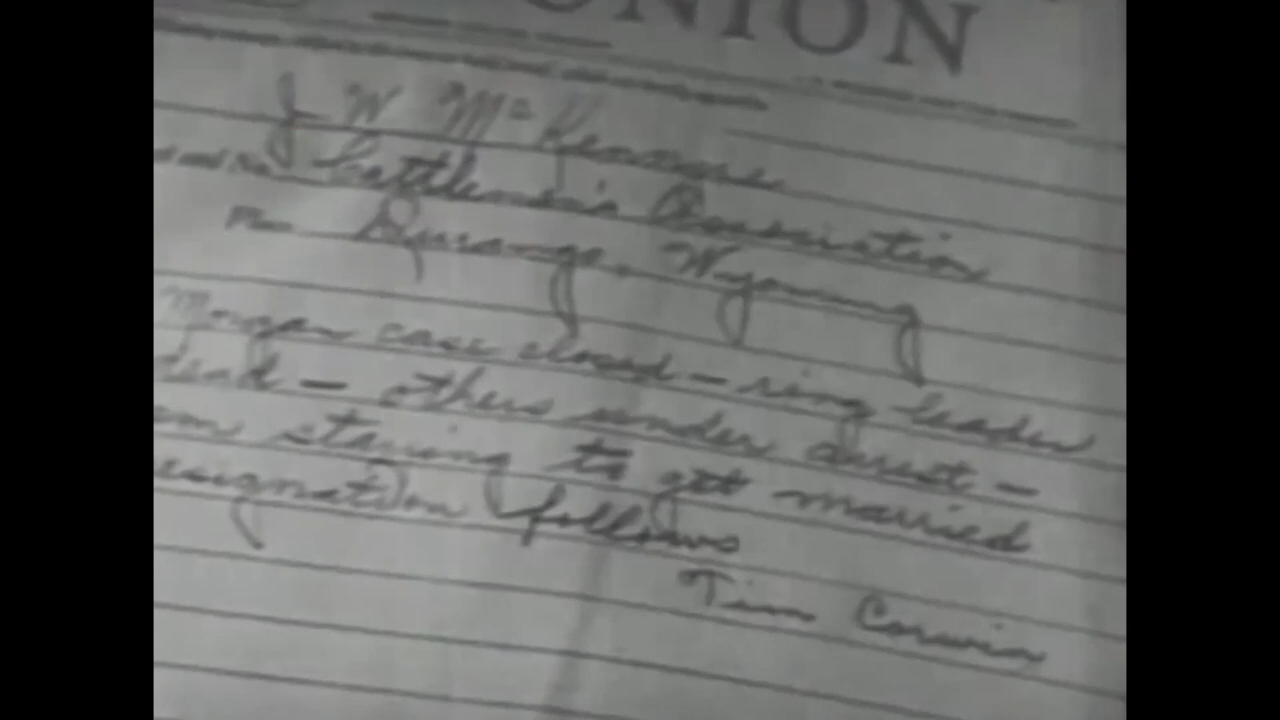 UNION
J W McKenzie
Cattlemen's Association
Durango, Wyoming
Morgan case closed - ring leader
dead - others under arrest -
am staying to get married
resignation follows
Tim Corwin